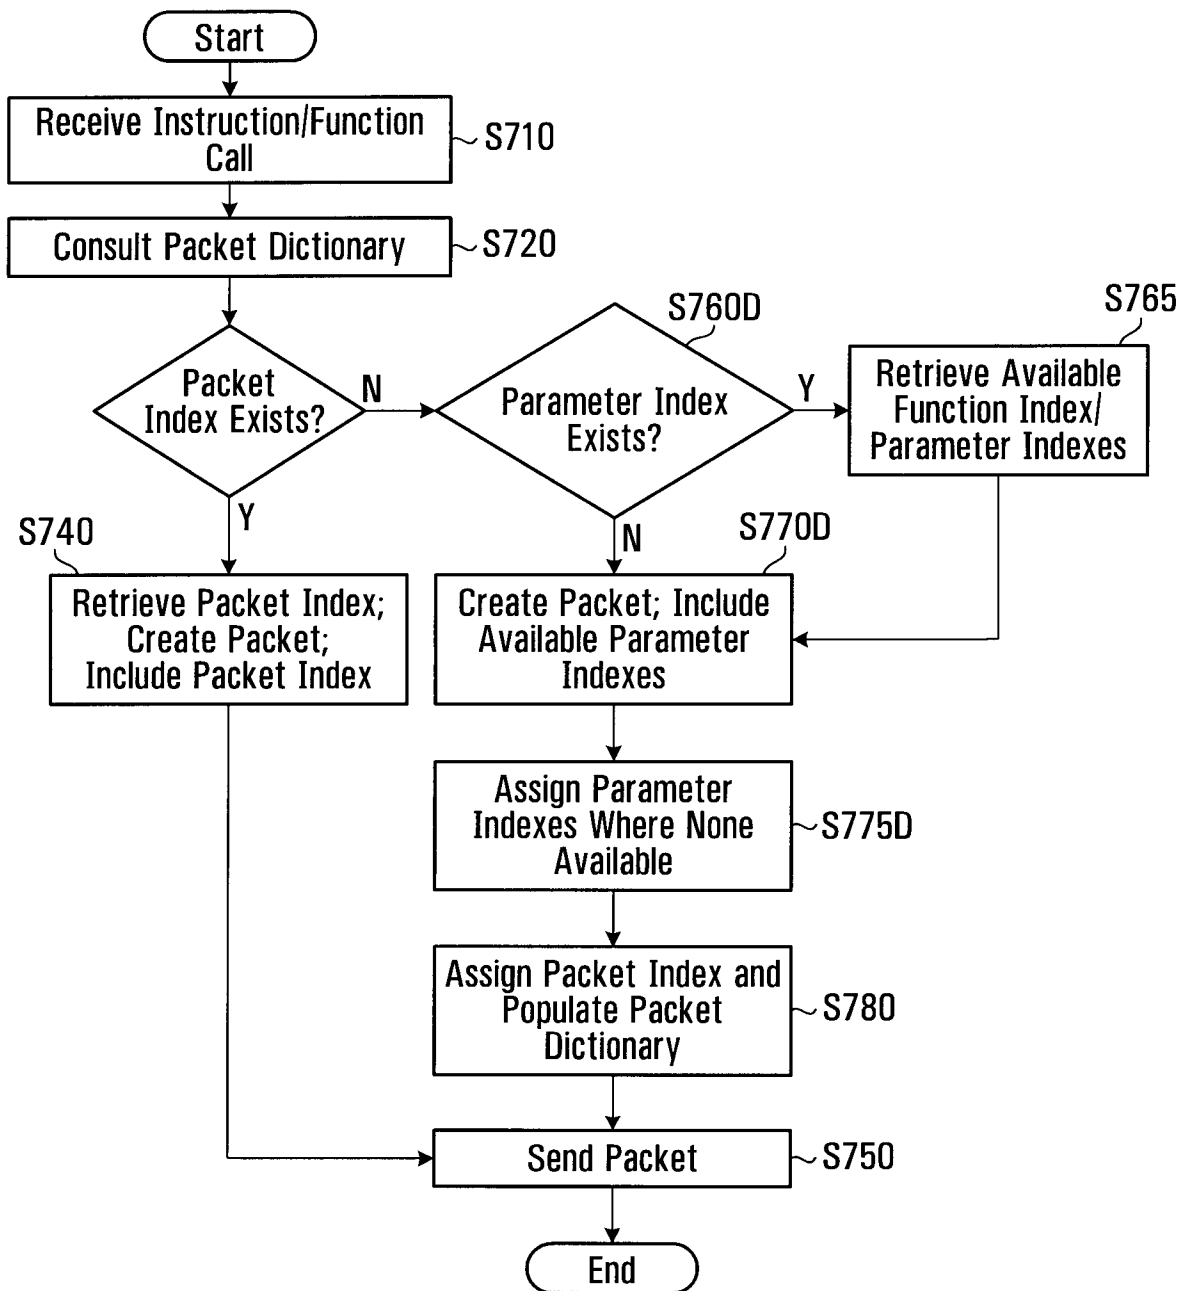 Start
Receive Instruction/Function
Call
S710
Consult Packet Dictionary
S720
Packet
Index Exists?
N
Y
S760D
Parameter Index
Exists?
Y
N
S765
Retrieve Available
Function Index/
Parameter Indexes
S740
Retrieve Packet Index;
Create Packet;
Include Packet Index
S770D
Create Packet; Include
Available Parameter
Indexes
Assign Parameter
Indexes Where None
Available
S775D
Assign Packet Index and
Populate Packet
Dictionary
S780
Send Packet
S750
End